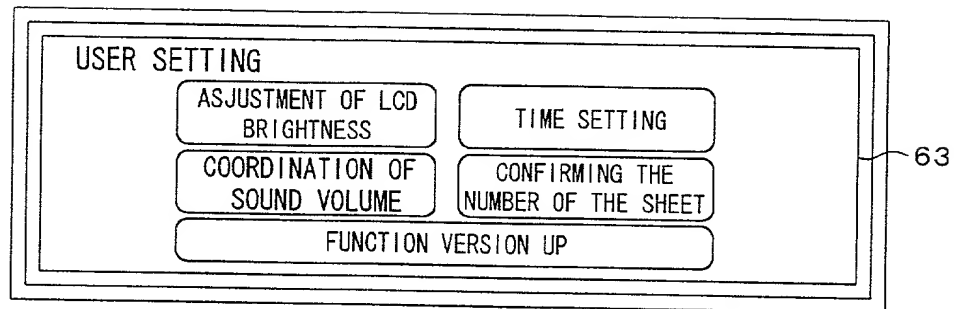 USER SETTING
ASJUSTMENT OF LCD
BRIGHTNESS
TIME SETTING
COORDINATION OF
SOUND VOLUME
CONFIRMING THE
NUMBER OF THE SHEET
FUNCTION VERSION UP
63